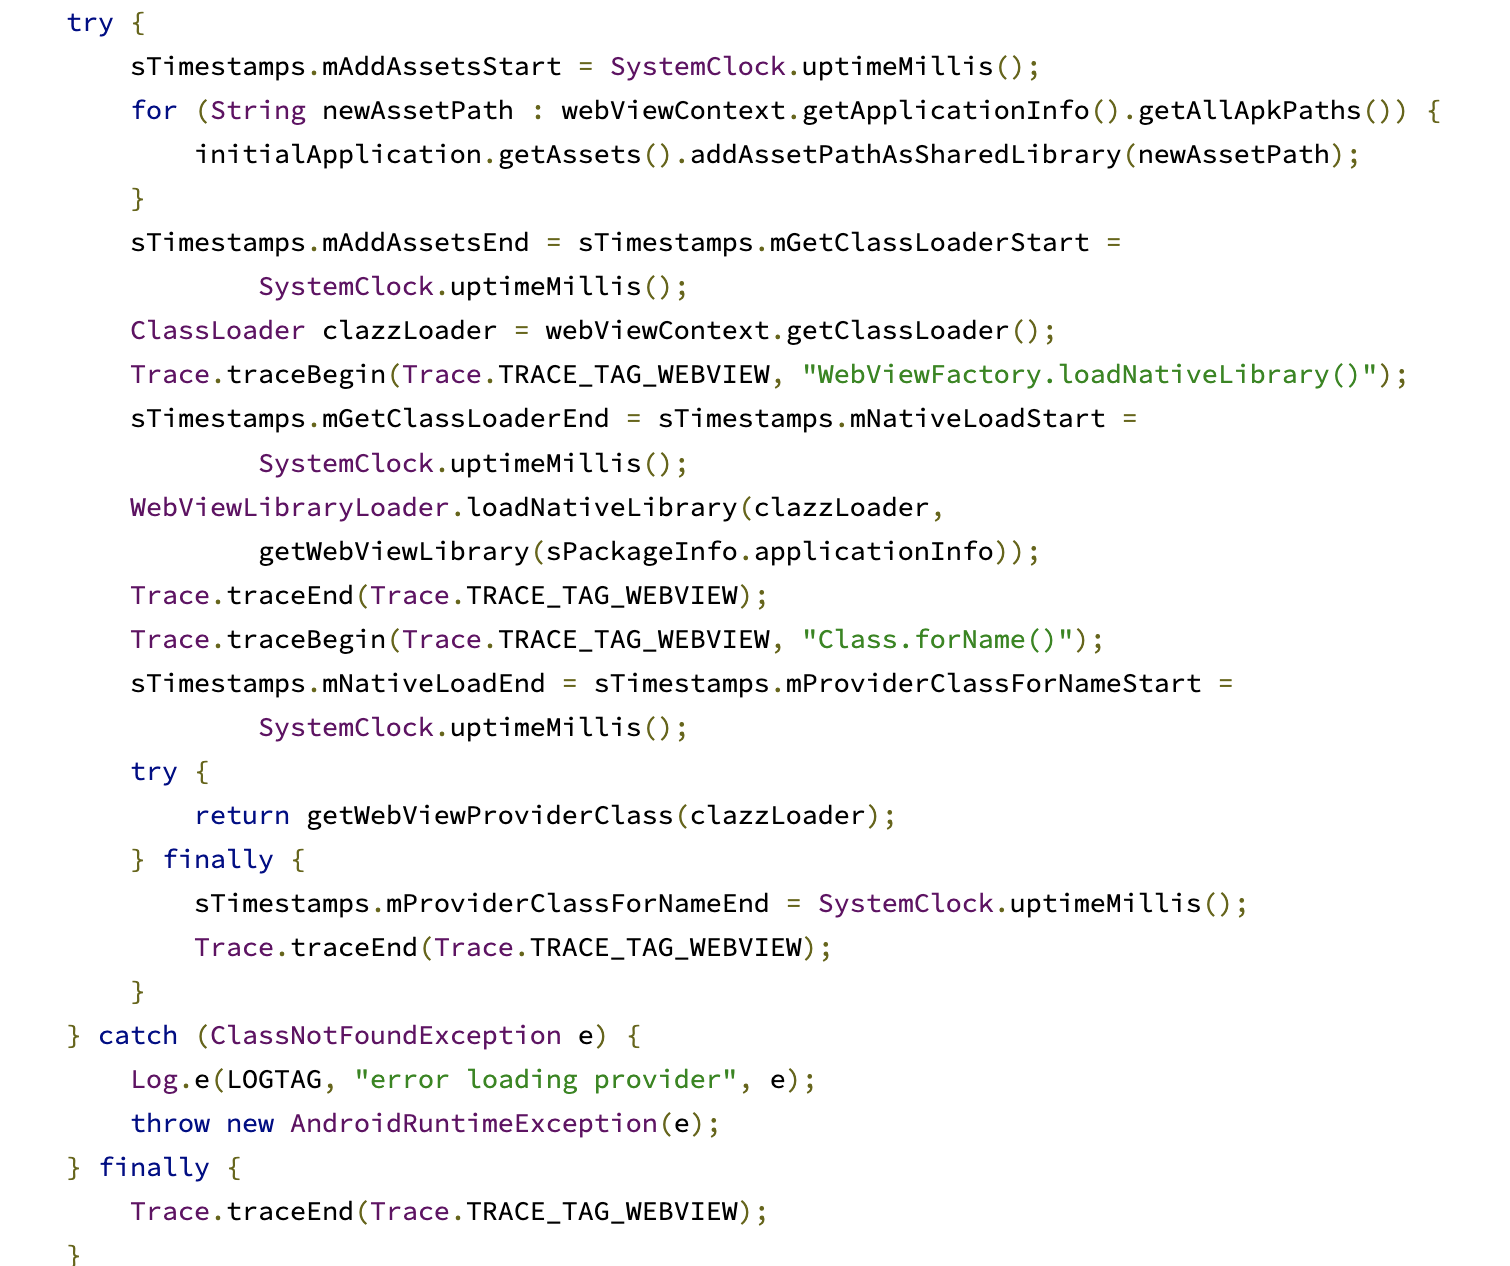 try {
    sTimestamps.mAddAssetsStart = SystemClock.uptimeMillis();
    for (String newAssetPath : webViewContext.getApplicationInfo().getAllApkPaths()) {
        initialApplication.getAssets().addAssetPathAsSharedLibrary(newAssetPath);
    }
    sTimestamps.mAddAssetsEnd = sTimestamps.mGetClassLoaderStart =
            SystemClock.uptimeMillis();
    ClassLoader clazzLoader = webViewContext.getClassLoader();
    Trace.traceBegin(Trace.TRACE_TAG_WEBVIEW, "WebViewFactory.loadNativeLibrary()");
    sTimestamps.mGetClassLoaderEnd = sTimestamps.mNativeLoadStart =
            SystemClock.uptimeMillis();
    WebViewLibraryLoader.loadNativeLibrary(clazzLoader,
            getWebViewLibrary(sPackageInfo.applicationInfo));
    Trace.traceEnd(Trace.TRACE_TAG_WEBVIEW);
    Trace.traceBegin(Trace.TRACE_TAG_WEBVIEW, "Class.forName()");
    sTimestamps.mNativeLoadEnd = sTimestamps.mProviderClassForNameStart =
            SystemClock.uptimeMillis();
    try {
        return getWebViewProviderClass(clazzLoader);
    } finally {
        sTimestamps.mProviderClassForNameEnd = SystemClock.uptimeMillis();
        Trace.traceEnd(Trace.TRACE_TAG_WEBVIEW);
    }
} catch (ClassNotFoundException e) {
    Log.e(LOGTAG, "error loading provider", e);
    throw new AndroidRuntimeException(e);
} finally {
    Trace.traceEnd(Trace.TRACE_TAG_WEBVIEW);
}